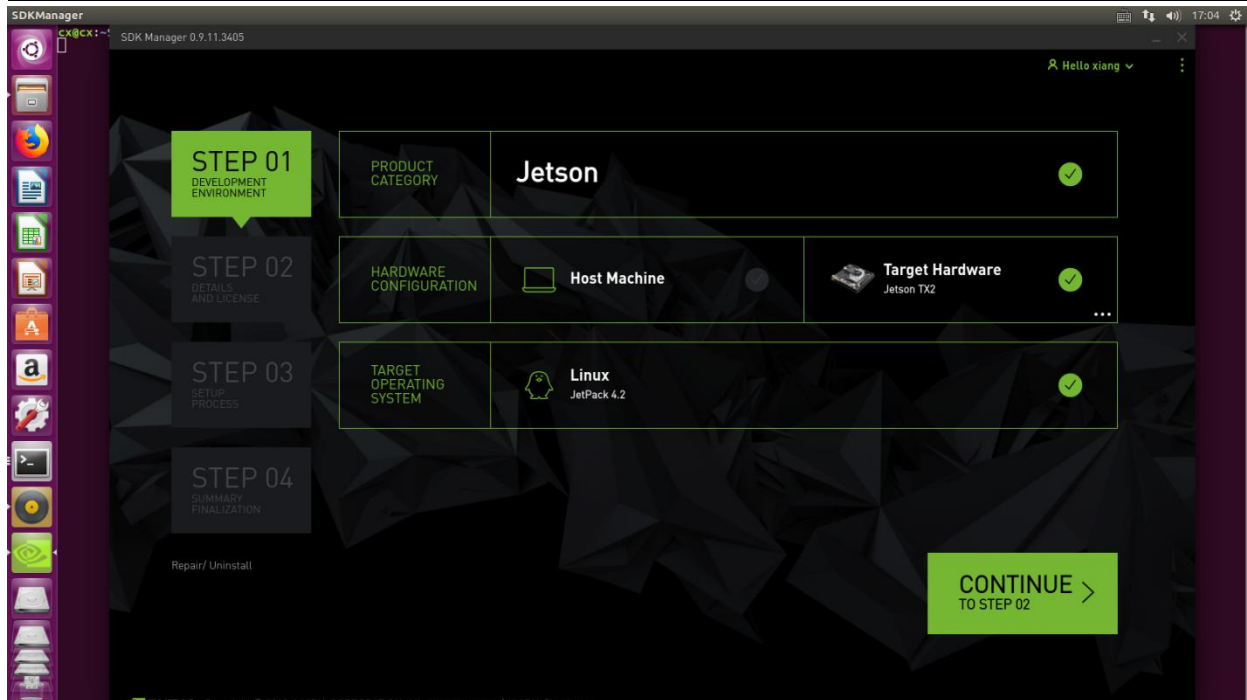 SDKManager
17:04
cx@cx:~
SDK Manager 0.9.11.3405
Hello xiang
STEP 01
DEVELOPMENT
ENVIRONMENT
PRODUCT
CATEGORY
Jetson
STEP 02
DETAILS
AND LICENSE
HARDWARE
CONFIGURATION
Host Machine
Target Hardware
Jetson TX2
...
STEP 03
SETUP
PROCESS
TARGET
OPERATING
SYSTEM
Linux
JetPack 4.2
STEP 04
SUMMARY
FINALIZATION
Repair/ Uninstall
CONTINUE >
TO STEP 02